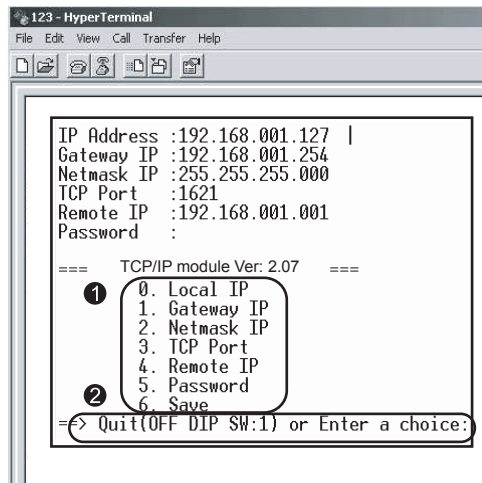 123 - HyperTerminal
File Edit View Call Transfer Help
IP Address :192.168.001.127 |
Gateway IP :192.168.001.254
Netmask IP :255.255.255.000
TCP Port :1621
Remote IP :192.168.001.001
Password :
=== TCP/IP module Ver: 2.07 ===
1 0. Local IP
1. Gateway IP
2. Netmask IP
3. TCP Port
4. Remote IP
5. Password
2 6. Save
==> Quit(OFF DIP SW:1) or Enter a choice: